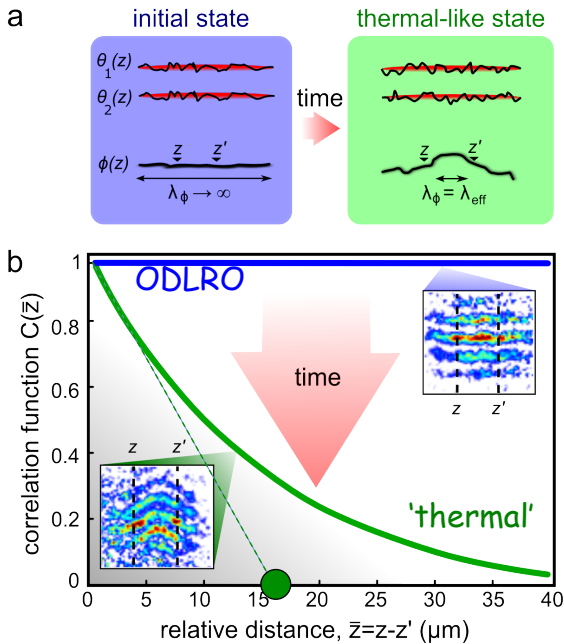 a
initial state
thermal-like state
θ₁(z)
θ₂(z)
ϕ(z)
z z'
λϕ → ∞
time
z z'
λϕ = λeff
b
correlation function C(z̄)
1
0.8
0.6
0.4
0.2
0
ODLRO
time
z z'
z z'
'thermal'
0 5 10 15 20 25 30 35 40
relative distance, z̄=z-z' (μm)